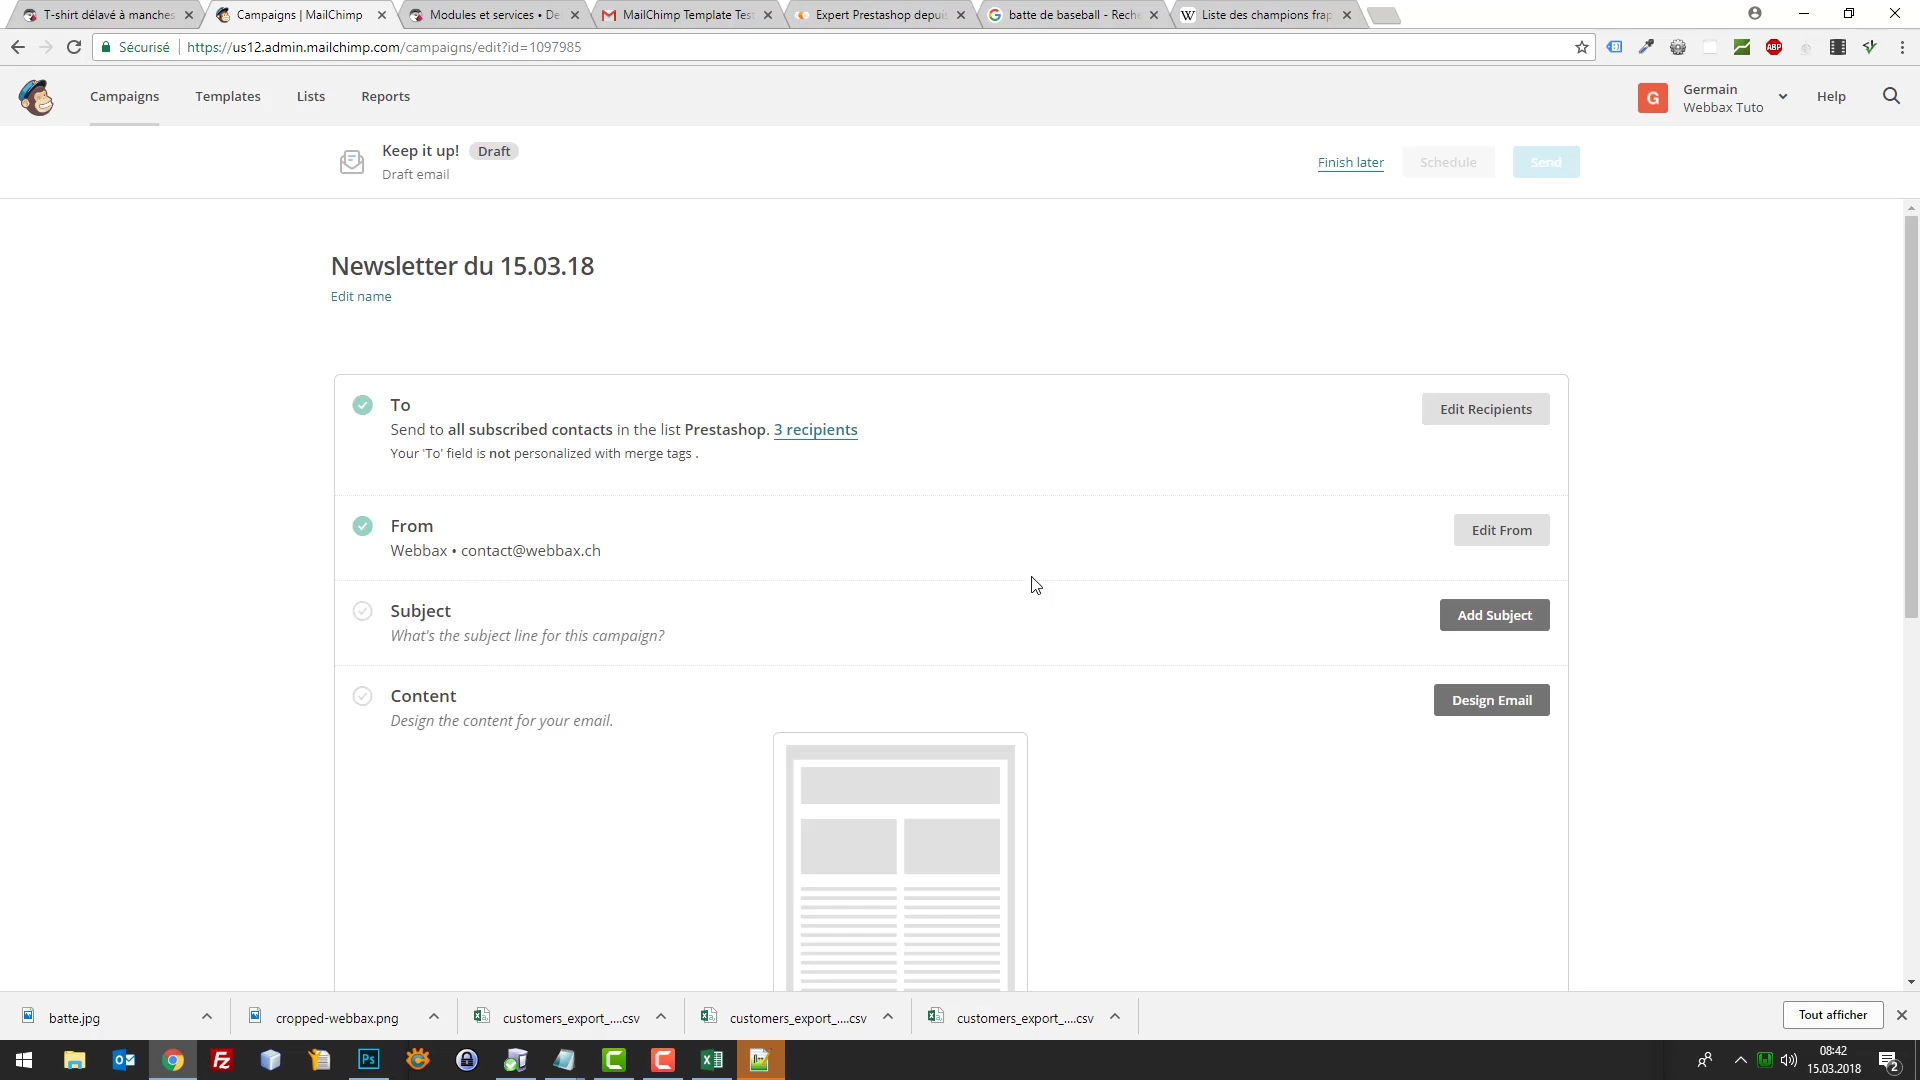 T-shirt délavé à manches
Campaigns | MailChimp
Modules et services • De
MailChimp Template Test
Expert Prestashop depui
batte de baseball - Rech
Liste des champions frap
Sécurisé
https://us12.admin.mailchimp.com/campaigns/edit?id=1097985
ABP
Campaigns
Templates
Lists
Reports
G
Germain
Webbax Tuto
Help
Keep it up!
Draft
Draft email
Finish later
Schedule
Send
Newsletter du 15.03.18
Edit name
To
Send to all subscribed contacts in the list Prestashop. 3 recipients
Your 'To' field is not personalized with merge tags .
Edit Recipients
From
Webbax • contact@webbax.ch
Edit From
Subject
What's the subject line for this campaign?
Add Subject
Content
Design the content for your email.
Design Email
batte.jpg
cropped-webbax.png
customers_export_....csv
customers_export_....csv
customers_export_....csv
Tout afficher
08:42
15.03.2018
2